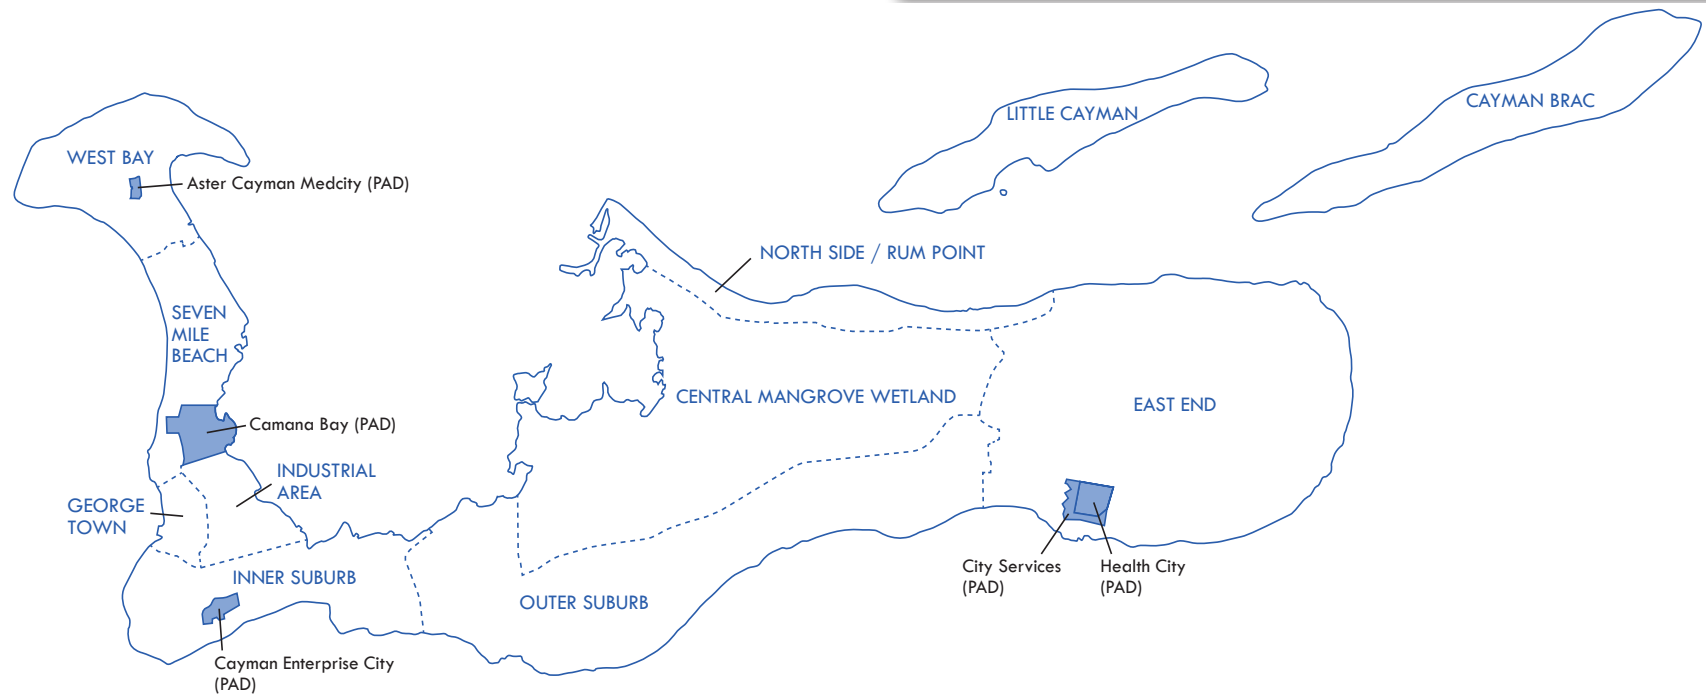 LITTLE CAYMAN
CAYMAN BRAC
WEST BAY
Aster Cayman Medcity (PAD)
NORTH SIDE / RUM POINT
SEVEN
MILE
BEACH
CENTRAL MANGROVE WETLAND
EAST END
Camana Bay (PAD)
INDUSTRIAL
AREA
GEORGE
TOWN
City Services
(PAD)
Health City
(PAD)
INNER SUBURB
OUTER SUBURB
Cayman Enterprise City
(PAD)